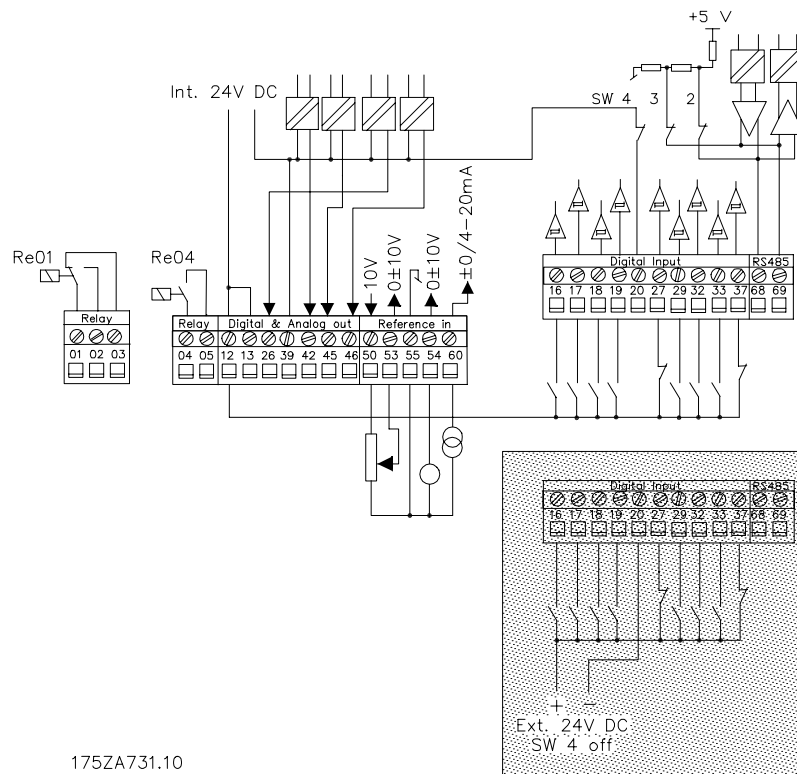 +5 V
Int. 24V DC
SW 4 3 2
10V
0±10V
0±10V
±0/4-20mA
Re01
Re04
Relay
01 02 03
Relay Digital & Analog out Reference in
04 05 12 13 26 39 42 45 46 50 53 55 54 60
Digital Input RS485
16 17 18 19 20 27 29 32 33 37 68 69
Digital Input RS485
16 17 18 19 20 27 29 32 33 37 68 69
+ −
Ext. 24V DC
SW 4 off
175ZA731.10